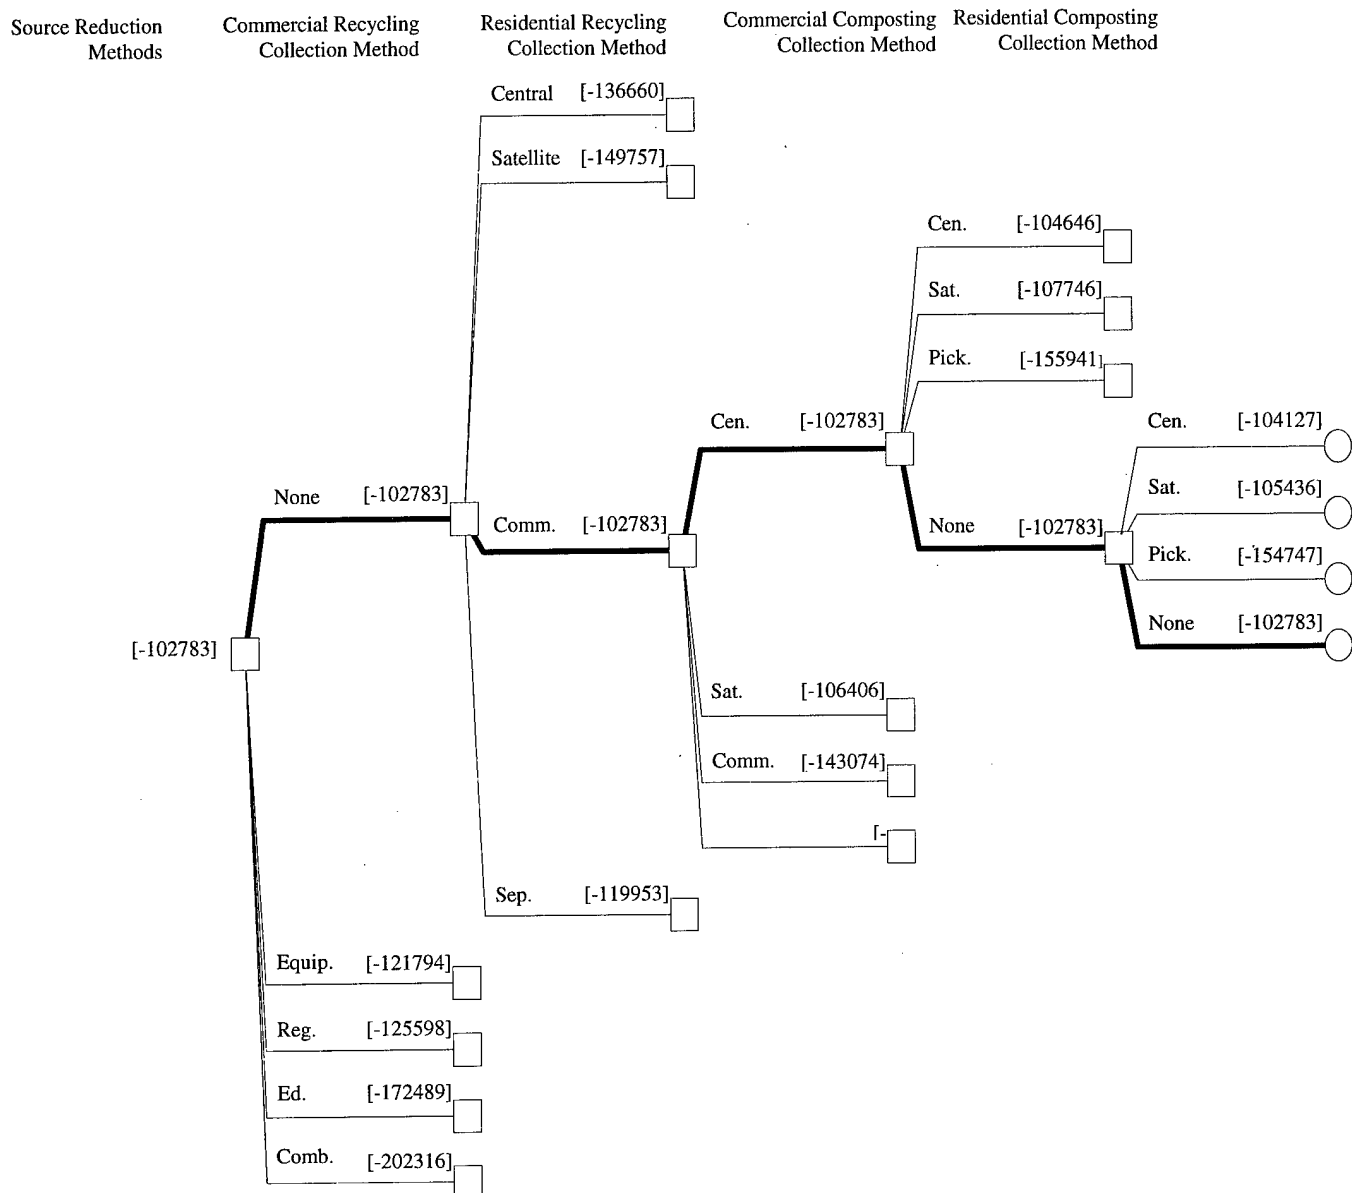 Source Reduction
Methods
Commercial Recycling
Collection Method
Residential Recycling
Collection Method
Commercial Composting
Collection Method
Residential Composting
Collection Method
Central [-136660]
Satellite [-149757]
Cen. [-104646]
Sat. [-107746]
Pick. [-155941]
Cen. [-102783]
Cen. [-104127]
Sat. [-105436]
None [-102783]
Comm. [-102783]
None [-102783]
Pick. [-154747]
None [-102783]
[-102783]
Sat. [-106406]
Comm. [-143074]
[-
Sep. [-119953]
Equip. [-121794]
Reg. [-125598]
Ed. [-172489]
Comb. [-202316]